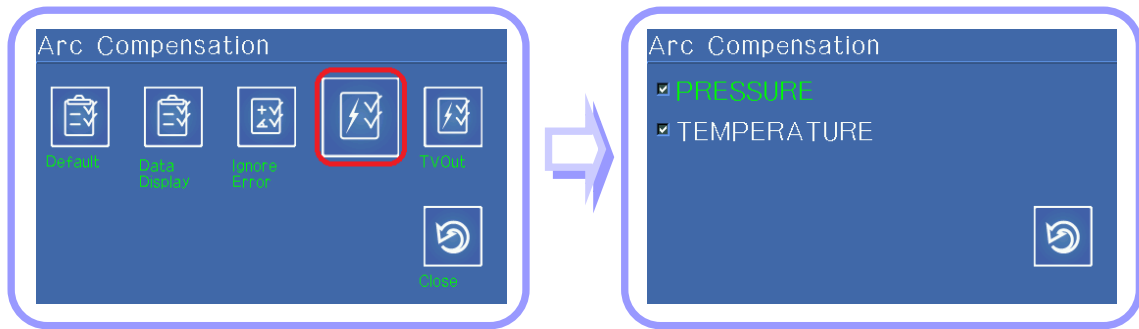 Arc Compensation
Default
Data
Display
Ignore
Error
TVOut
Close
Arc Compensation
PRESSURE
TEMPERATURE